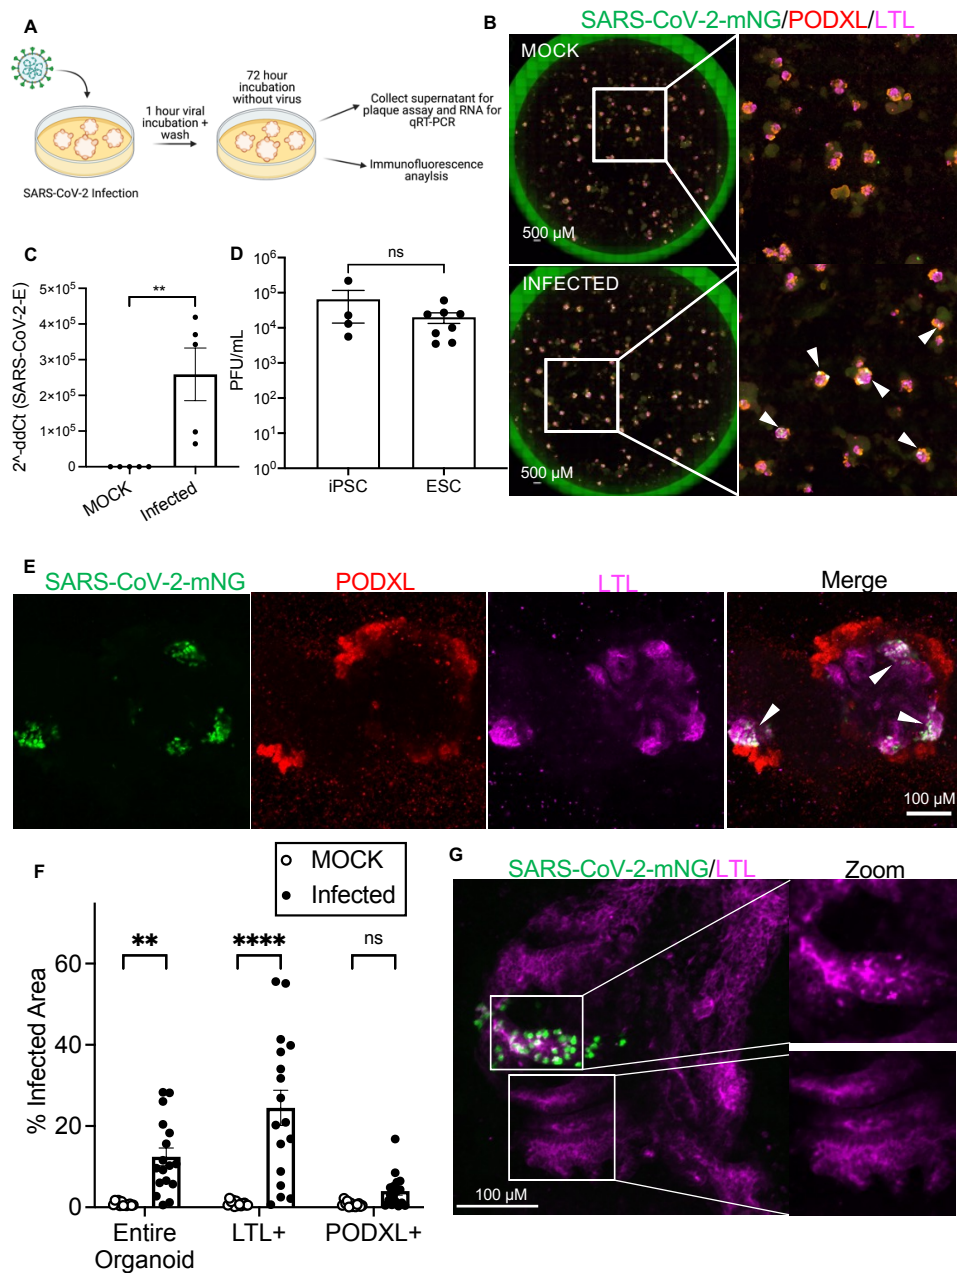 A
SARS-CoV-2 Infection
1 hour viral
incubation +
wash
72 hour
incubation
without virus
Collect supernatant for
plaque assay and RNA for
qRT-PCR
Immunofluorescence
anaylsis
B
SARS-CoV-2-mNG/PODXL/LTL
MOCK
500 µM
INFECTED
500 µM
C
2^-ddCt (SARS-CoV-2-E)
5×10⁵
4×10⁵
3×10⁵
2×10⁵
1×10⁵
0
**
MOCK
Infected
D
PFU/mL
10⁶
10⁵
10⁴
10³
10²
10¹
10⁰
ns
iPSC
ESC
E
SARS-CoV-2-mNG
PODXL
LTL
Merge
100 µM
F
MOCK
Infected
% Infected Area
60
40
20
0
**
****
ns
Entire
Organoid
LTL+
PODXL+
G
SARS-CoV-2-mNG/LTL
Zoom
100 µM